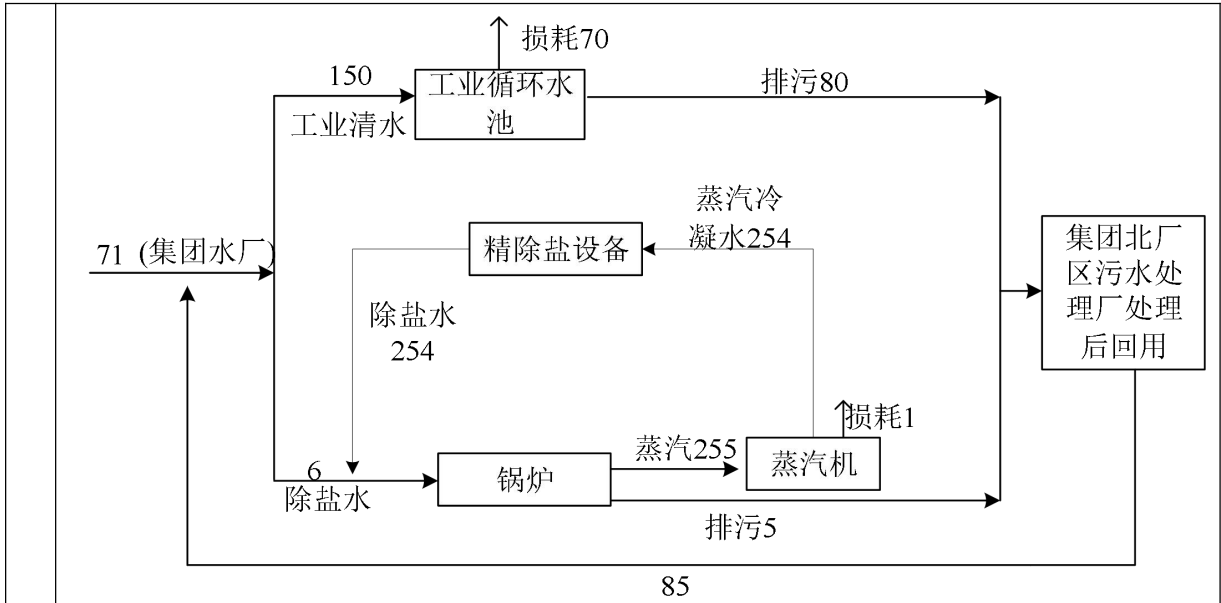 损耗70
150
工业循环水
池
排污80
工业清水
蒸汽冷
凝水254
精除盐设备
71 (集团水厂)
集团北厂
区污水处
理厂处理
后回用
除盐水
254
损耗1
蒸汽255
蒸汽机
6
除盐水
锅炉
排污5
85